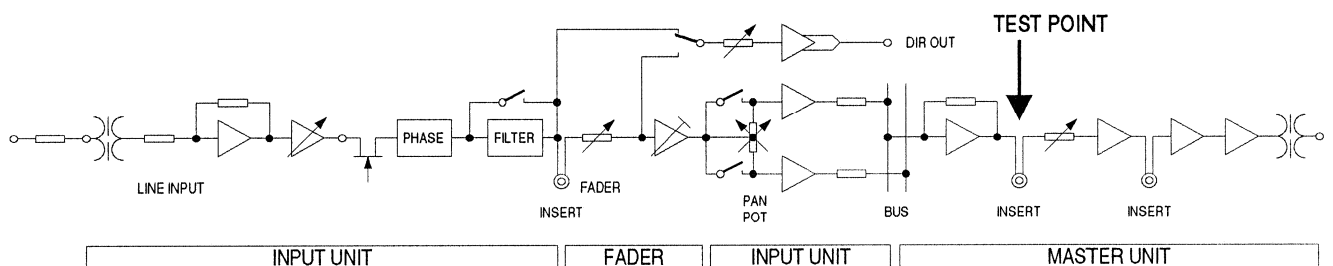 TEST POINT
DIR OUT
PHASE
FILTER
LINE INPUT
FADER
INSERT
PAN
POT
BUS
INSERT
INSERT
INPUT UNIT
FADER
INPUT UNIT
MASTER UNIT